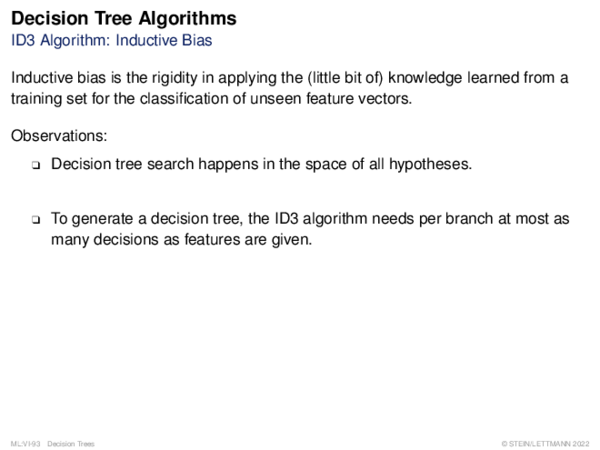 Decision Tree Algorithms
ID3 Algorithm: Inductive Bias
Inductive bias is the rigidity in applying the (little bit of) knowledge learned from a
training set for the classification of unseen feature vectors.
Observations:
❏ Decision tree search happens in the space of all hypotheses.
❏ To generate a decision tree, the ID3 algorithm needs per branch at most as
many decisions as features are given.
ML:VI-93 Decision Trees © STEIN/LETTMANN 2022